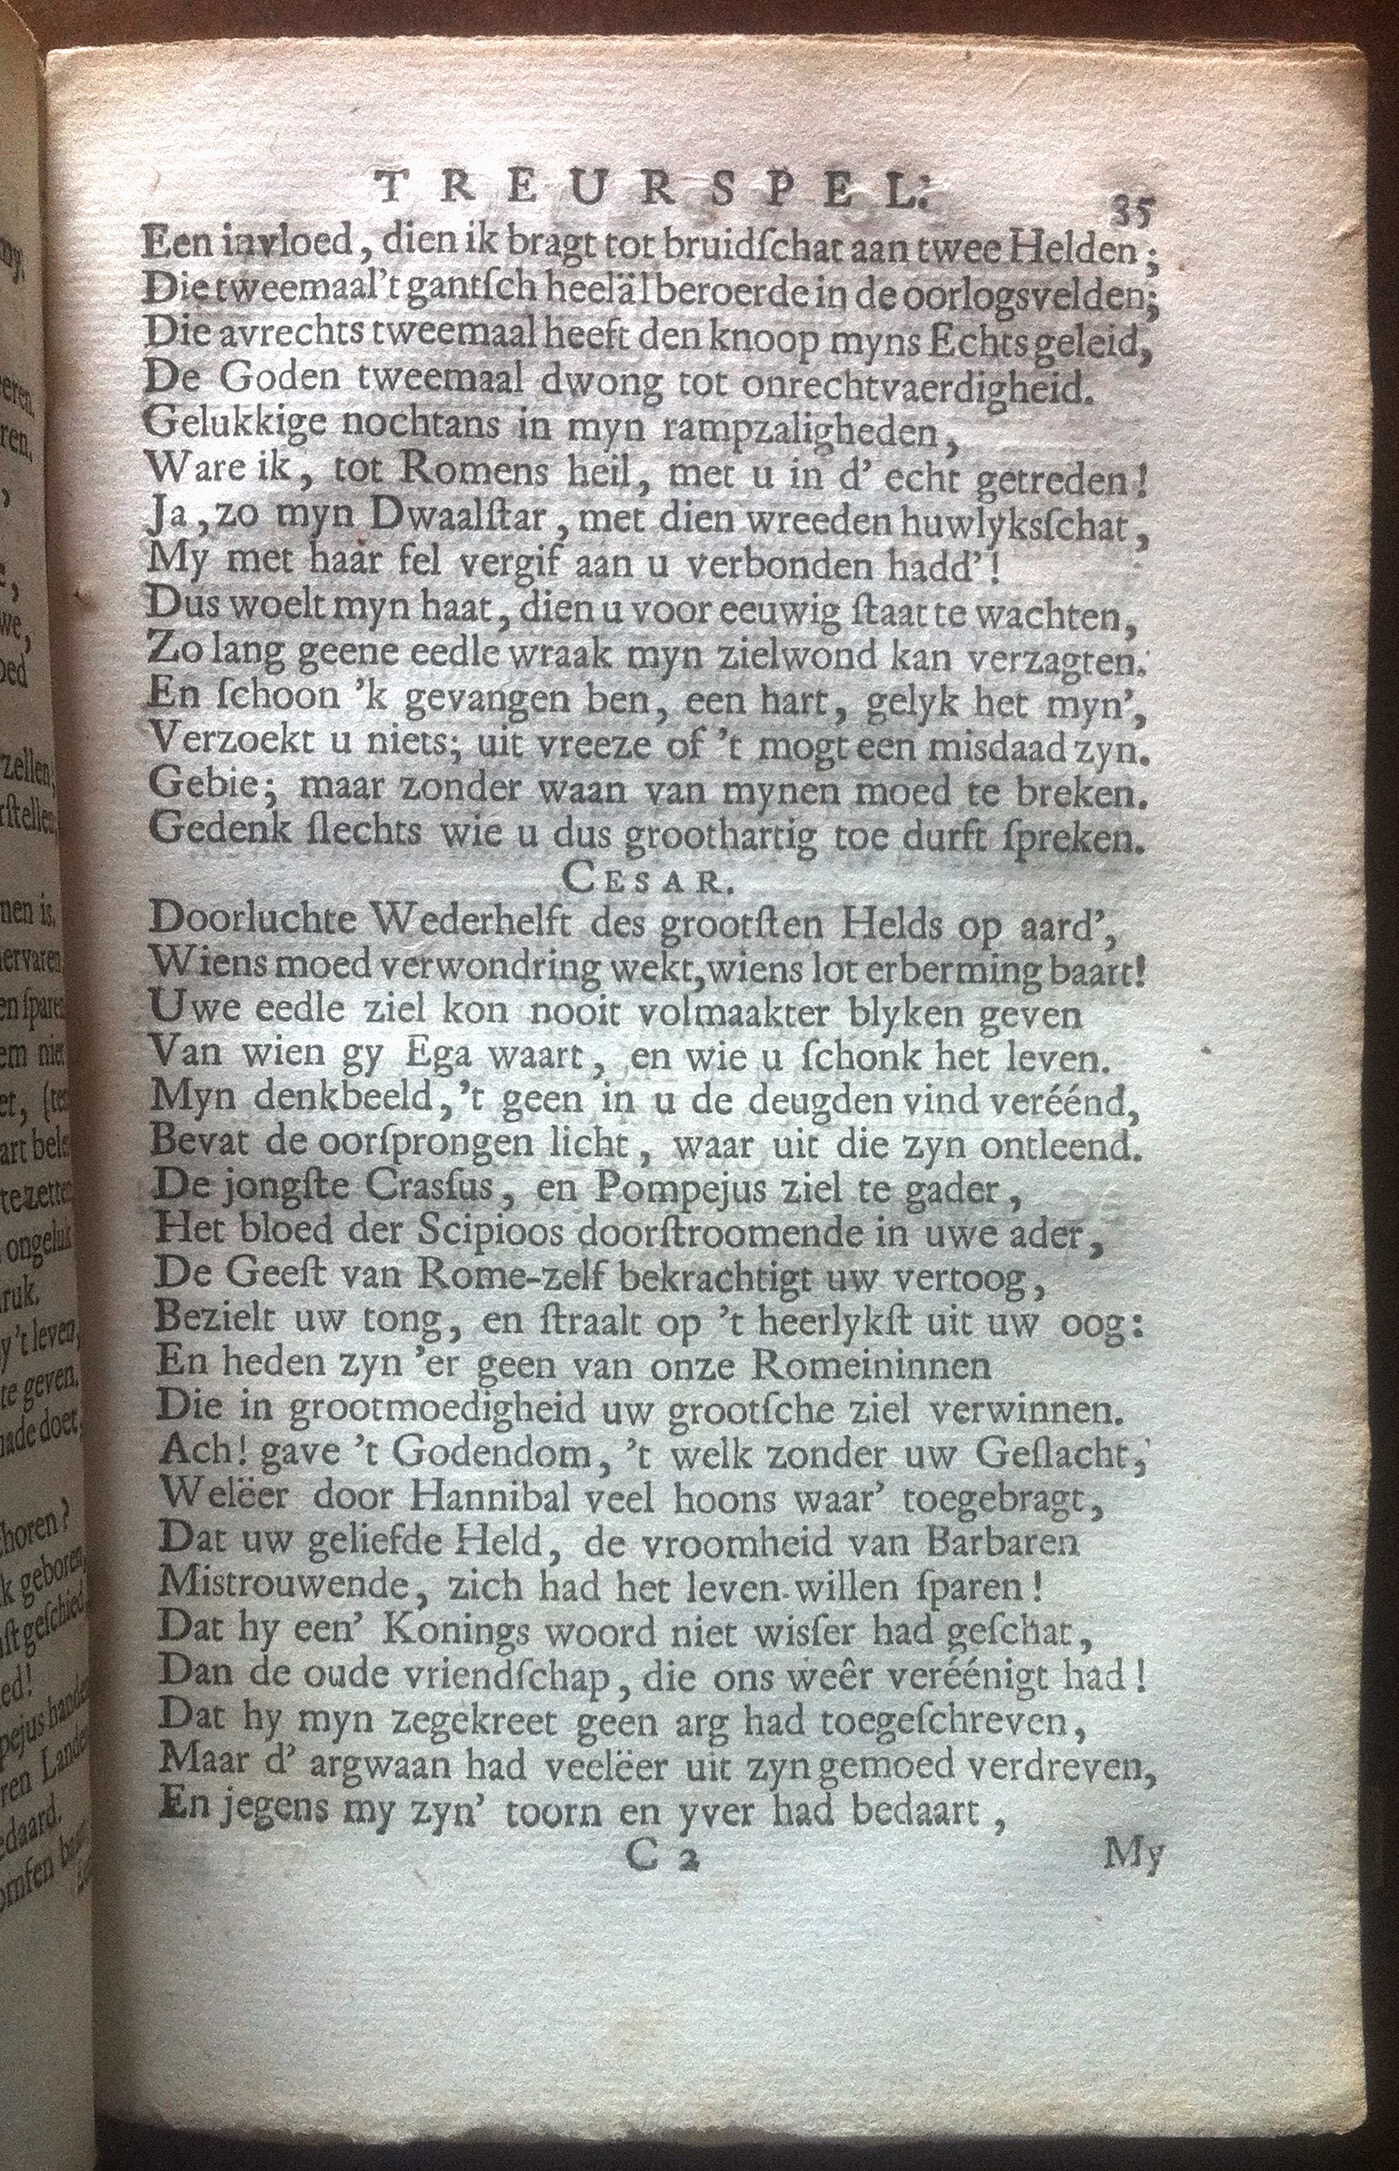 TREURSPEL. 35
Een invloed, dien ik bragt tot bruidſchat aan twee Helden;
Die tweemaal 't gantſch heeläl beroerde in de oorlogsvelden;
Die avrechts tweemaal heeft den knoop myns Echts geleid,
De Goden tweemaal dwong tot onrechtvaerdigheid.
Gelukkige nochtans in myn rampzaligheden,
Ware ik, tot Romens heil, met u in d' echt getreden!
Ja, zo myn Dwaalſtar, met dien wreeden huwlyksſchat,
My met haar fel vergif aan u verbonden hadd'!
Dus woelt myn haat, dien u voor eeuwig ſtaat te wachten,
Zo lang geene eedle wraak myn zielwond kan verzagten.
En ſchoon 'k gevangen ben, een hart, gelyk het myn',
Verzoekt u niets; uit vreeze of 't mogt een misdaad zyn.
Gebie; maar zonder waan van mynen moed te breken.
Gedenk ſlechts wie u dus groothartig toe durft ſpreken.
CESAR.
Doorluchte Wederhelft des grootſten Helds op aard',
Wiens moed verwondring wekt, wiens lot erberming baart!
Uwe eedle ziel kon nooit volmaakter blyken geven
Van wien gy Ega waart, en wie u ſchonk het leven.
Myn denkbeeld, 't geen in u de deugden vind veréénd,
Bevat de oorſprongen licht, waar uit die zyn ontleend.
De jongſte Crasſus, en Pompejus ziel te gader,
Het bloed der Scipioos doorſtroomende in uwe ader,
De Geeſt van Rome-zelf bekrachtigt uw vertoog,
Bezielt uw tong, en ſtraalt op 't heerlykſt uit uw oog:
En heden zyn 'er geen van onze Romeininnen
Die in grootmoedigheid uw grootſche ziel verwinnen.
Ach! gave 't Godendom, 't welk zonder uw Geſlacht,
Welëer door Hannibal veel hoons waar' toegebragt,
Dat uw geliefde Held, de vroomheid van Barbaren
Mistrouwende, zich had het leven willen ſparen!
Dat hy een' Konings woord niet wisſer had geſchat,
Dan de oude vriendſchap, die ons weêr veréénigt had!
Dat hy myn zegekreet geen arg had toegeſchreven,
Maar d' argwaan had veelëer uit zyn gemoed verdreven,
En jegens my zyn' toorn en yver had bedaart,
C 2 My